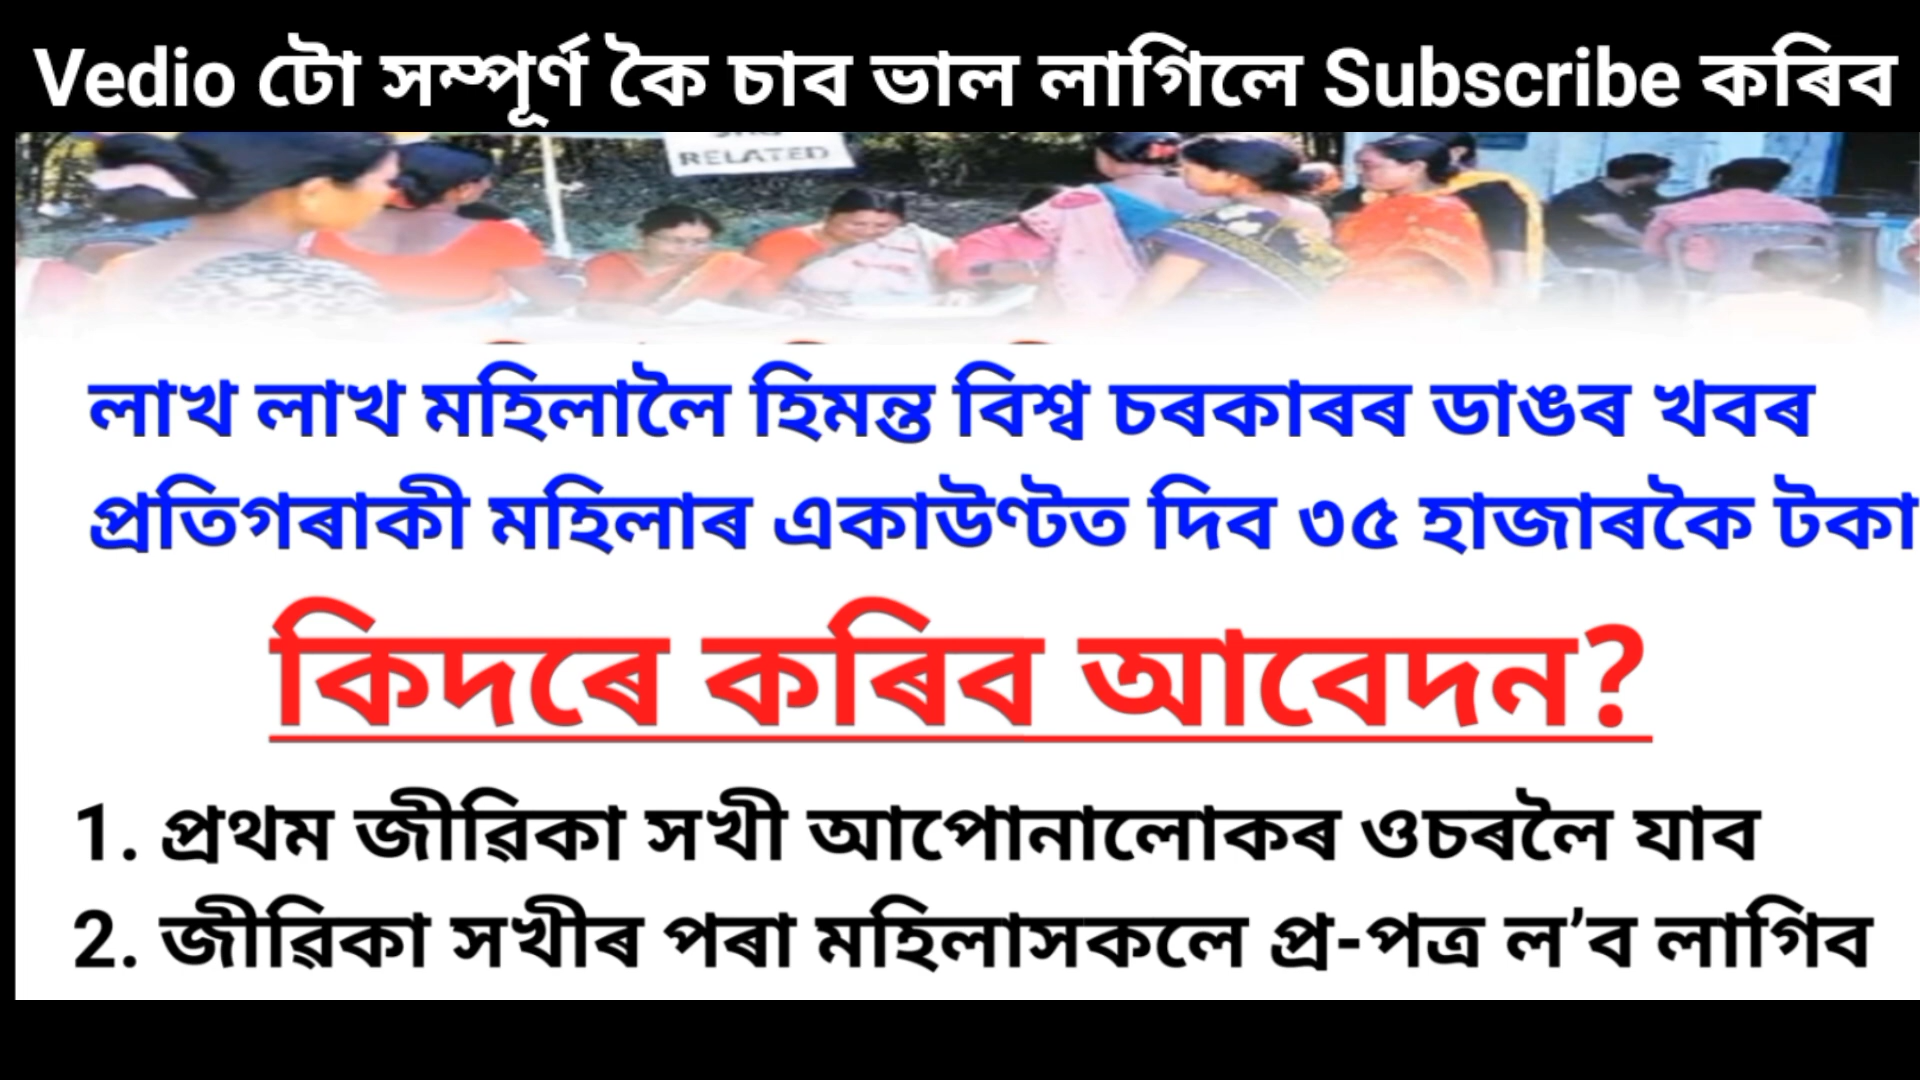 Vedio টো সম্পূৰ্ণ কৈ চাব ভাল লাগিলে Subscribe কৰিব
RELATED
লাখ লাখ মহিলালৈ হিমন্ত বিশ্ব চৰকাৰৰ ডাঙৰ খবৰ
প্ৰতিগৰাকী মহিলাৰ একাউণ্টত দিব ৩৫ হাজাৰকৈ টকা
কিদৰে কৰিব আবেদন?
1. প্ৰথম জীৱিকা সখী আপোনালোকৰ ওচৰলৈ যাব
2. জীৱিকা সখীৰ পৰা মহিলাসকলে প্ৰ-পত্ৰ ল’ব লাগিব